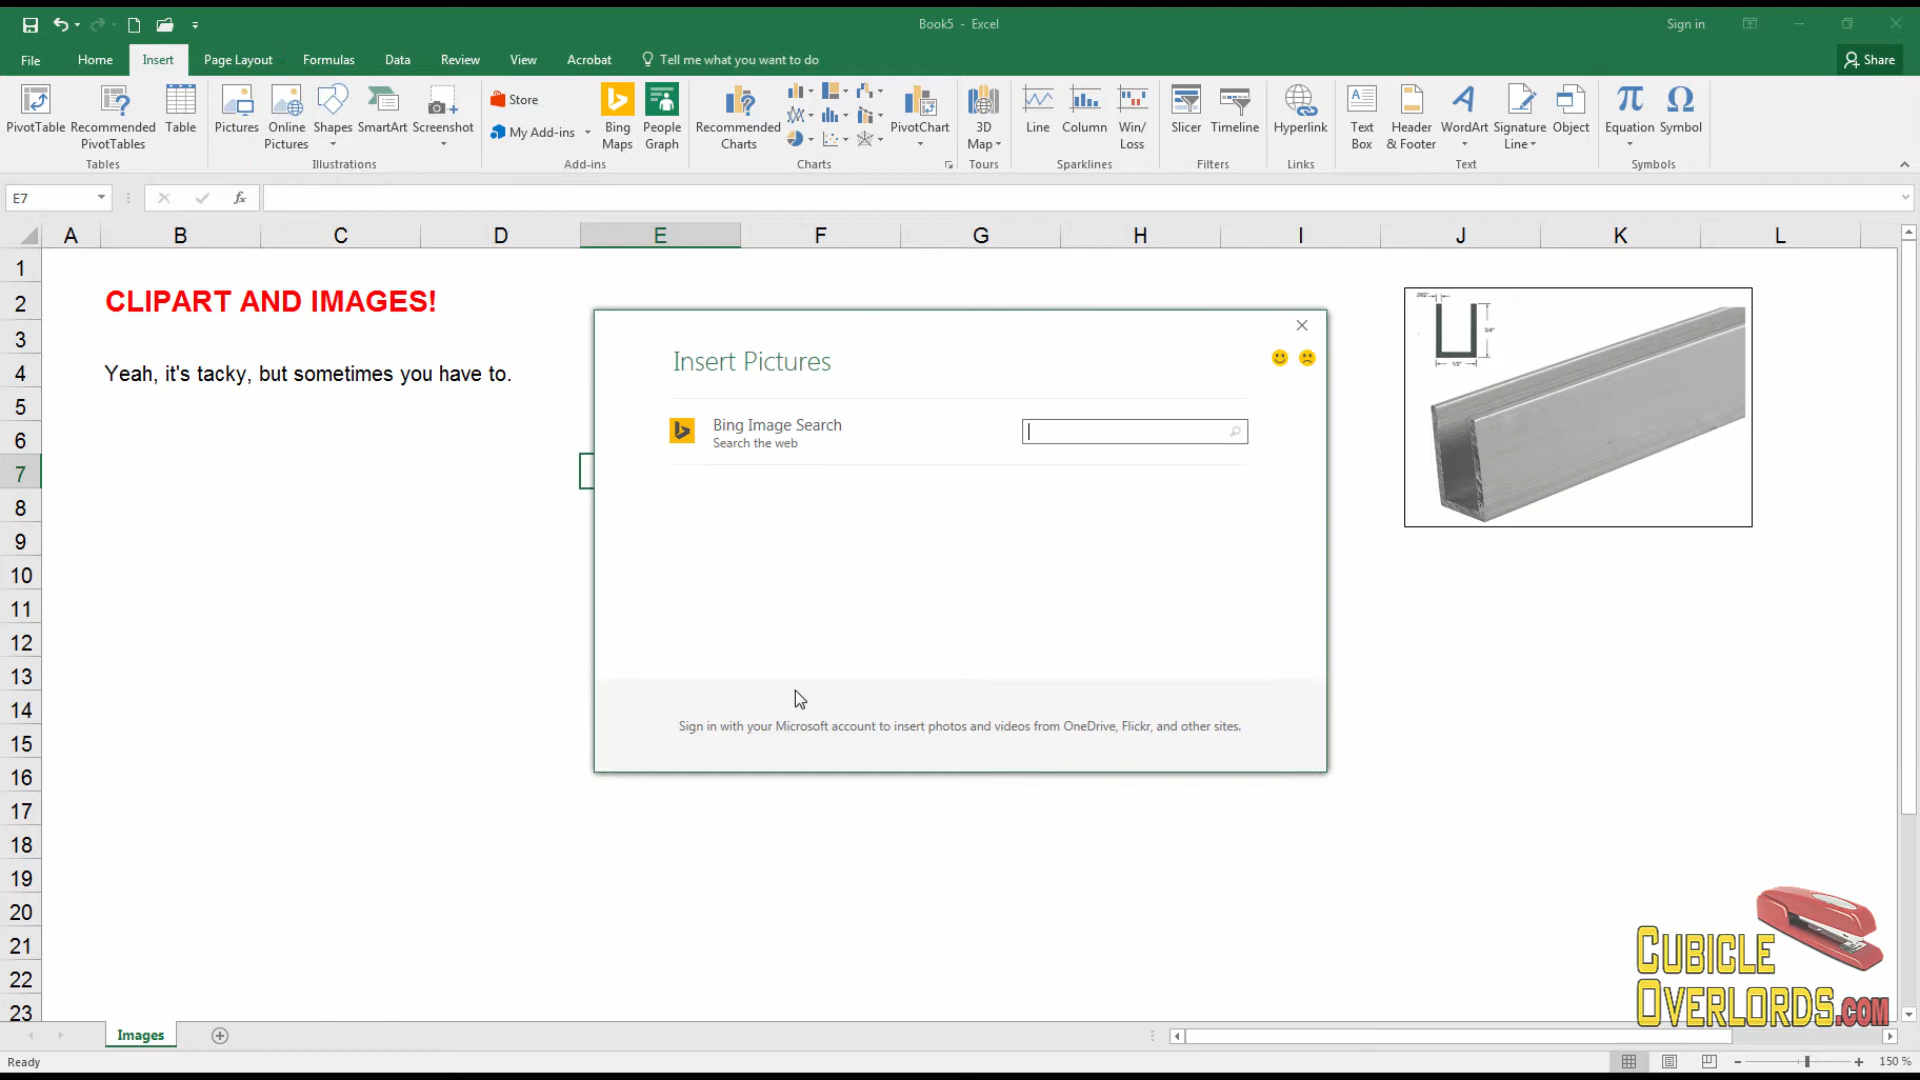 Book5 - Excel
Sign in
File Home Insert Page Layout Formulas Data Review View Acrobat Tell me what you want to do Share
PivotTable
Recommended PivotTables
Table
Tables
Pictures
Online Pictures
Shapes
SmartArt
Screenshot
Illustrations
Store
My Add-ins
Bing Maps
People Graph
Add-ins
Recommended Charts
PivotChart
Charts
3D Map
Tours
Line
Column
Win/ Loss
Sparklines
Slicer
Timeline
Filters
Hyperlink
Links
Text Box
Header & Footer
WordArt
Signature Line
Object
Text
Equation
Symbol
Symbols
E7
fx
A B C D E F G H I J K L
1
2 CLIPART AND IMAGES!
3
4 Yeah, it's tacky, but sometimes you have to.
5
6
7
8
9
10
11
12
13
14
15
16
17
18
19
20
21
22
23
Insert Pictures
Bing Image Search
Search the web
Sign in with your Microsoft account to insert photos and videos from OneDrive, Flickr, and other sites.
CUBICLE
OVERLORDS.COM
Images
Ready
150 %